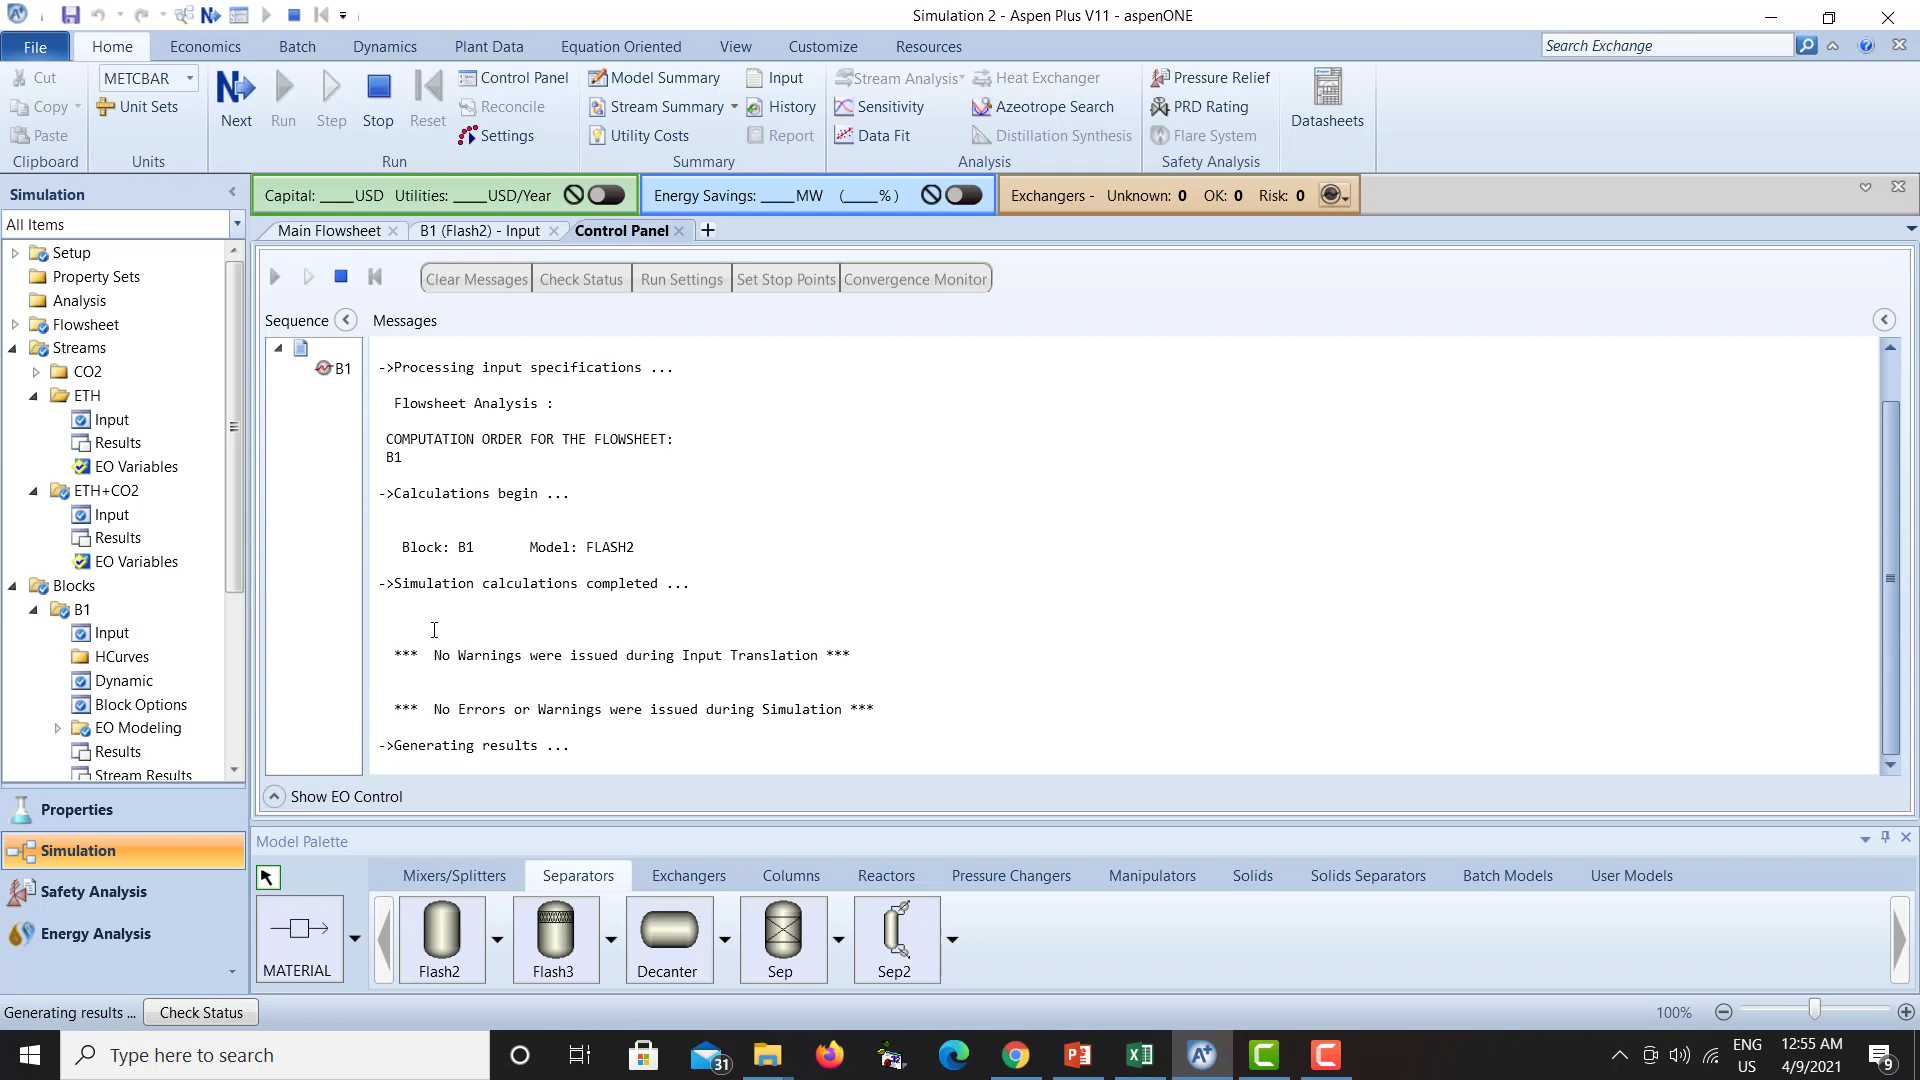 Simulation 2 - Aspen Plus V11 - aspenONE
File Home Economics Batch Dynamics Plant Data Equation Oriented View Customize Resources Search Exchange
Cut METCBAR Control Panel Model Summary Input Stream Analysis Heat Exchanger Pressure Relief
Copy Unit Sets Next Run Step Stop Reset Reconcile Stream Summary History Sensitivity Azeotrope Search PRD Rating Datasheets
Paste Settings Utility Costs Report Data Fit Distillation Synthesis Flare System
Clipboard Units Run Summary Analysis Safety Analysis
Simulation
Capital: ____USD Utilities: ____USD/Year Energy Savings: ____MW (____%) Exchangers - Unknown: 0 OK: 0 Risk: 0
All Items
Main Flowsheet B1 (Flash2) - Input Control Panel
Setup
Property Sets
Analysis
Flowsheet
Streams
CO2
ETH
Input
Results
EO Variables
ETH+CO2
Input
Results
EO Variables
Blocks
B1
Input
HCurves
Dynamic
Block Options
EO Modeling
Results
Stream Results
Clear Messages Check Status Run Settings Set Stop Points Convergence Monitor
Sequence Messages
B1
->Processing input specifications ...
Flowsheet Analysis :
COMPUTATION ORDER FOR THE FLOWSHEET:
B1
->Calculations begin ...
Block: B1 Model: FLASH2
->Simulation calculations completed ...
*** No Warnings were issued during Input Translation ***
*** No Errors or Warnings were issued during Simulation ***
->Generating results ...
Show EO Control
Properties
Simulation
Safety Analysis
Energy Analysis
Model Palette
Mixers/Splitters Separators Exchangers Columns Reactors Pressure Changers Manipulators Solids Solids Separators Batch Models User Models
MATERIAL Flash2 Flash3 Decanter Sep Sep2
Generating results ... Check Status 100%
Type here to search 31 ENG 12:55 AM
US 4/9/2021 9